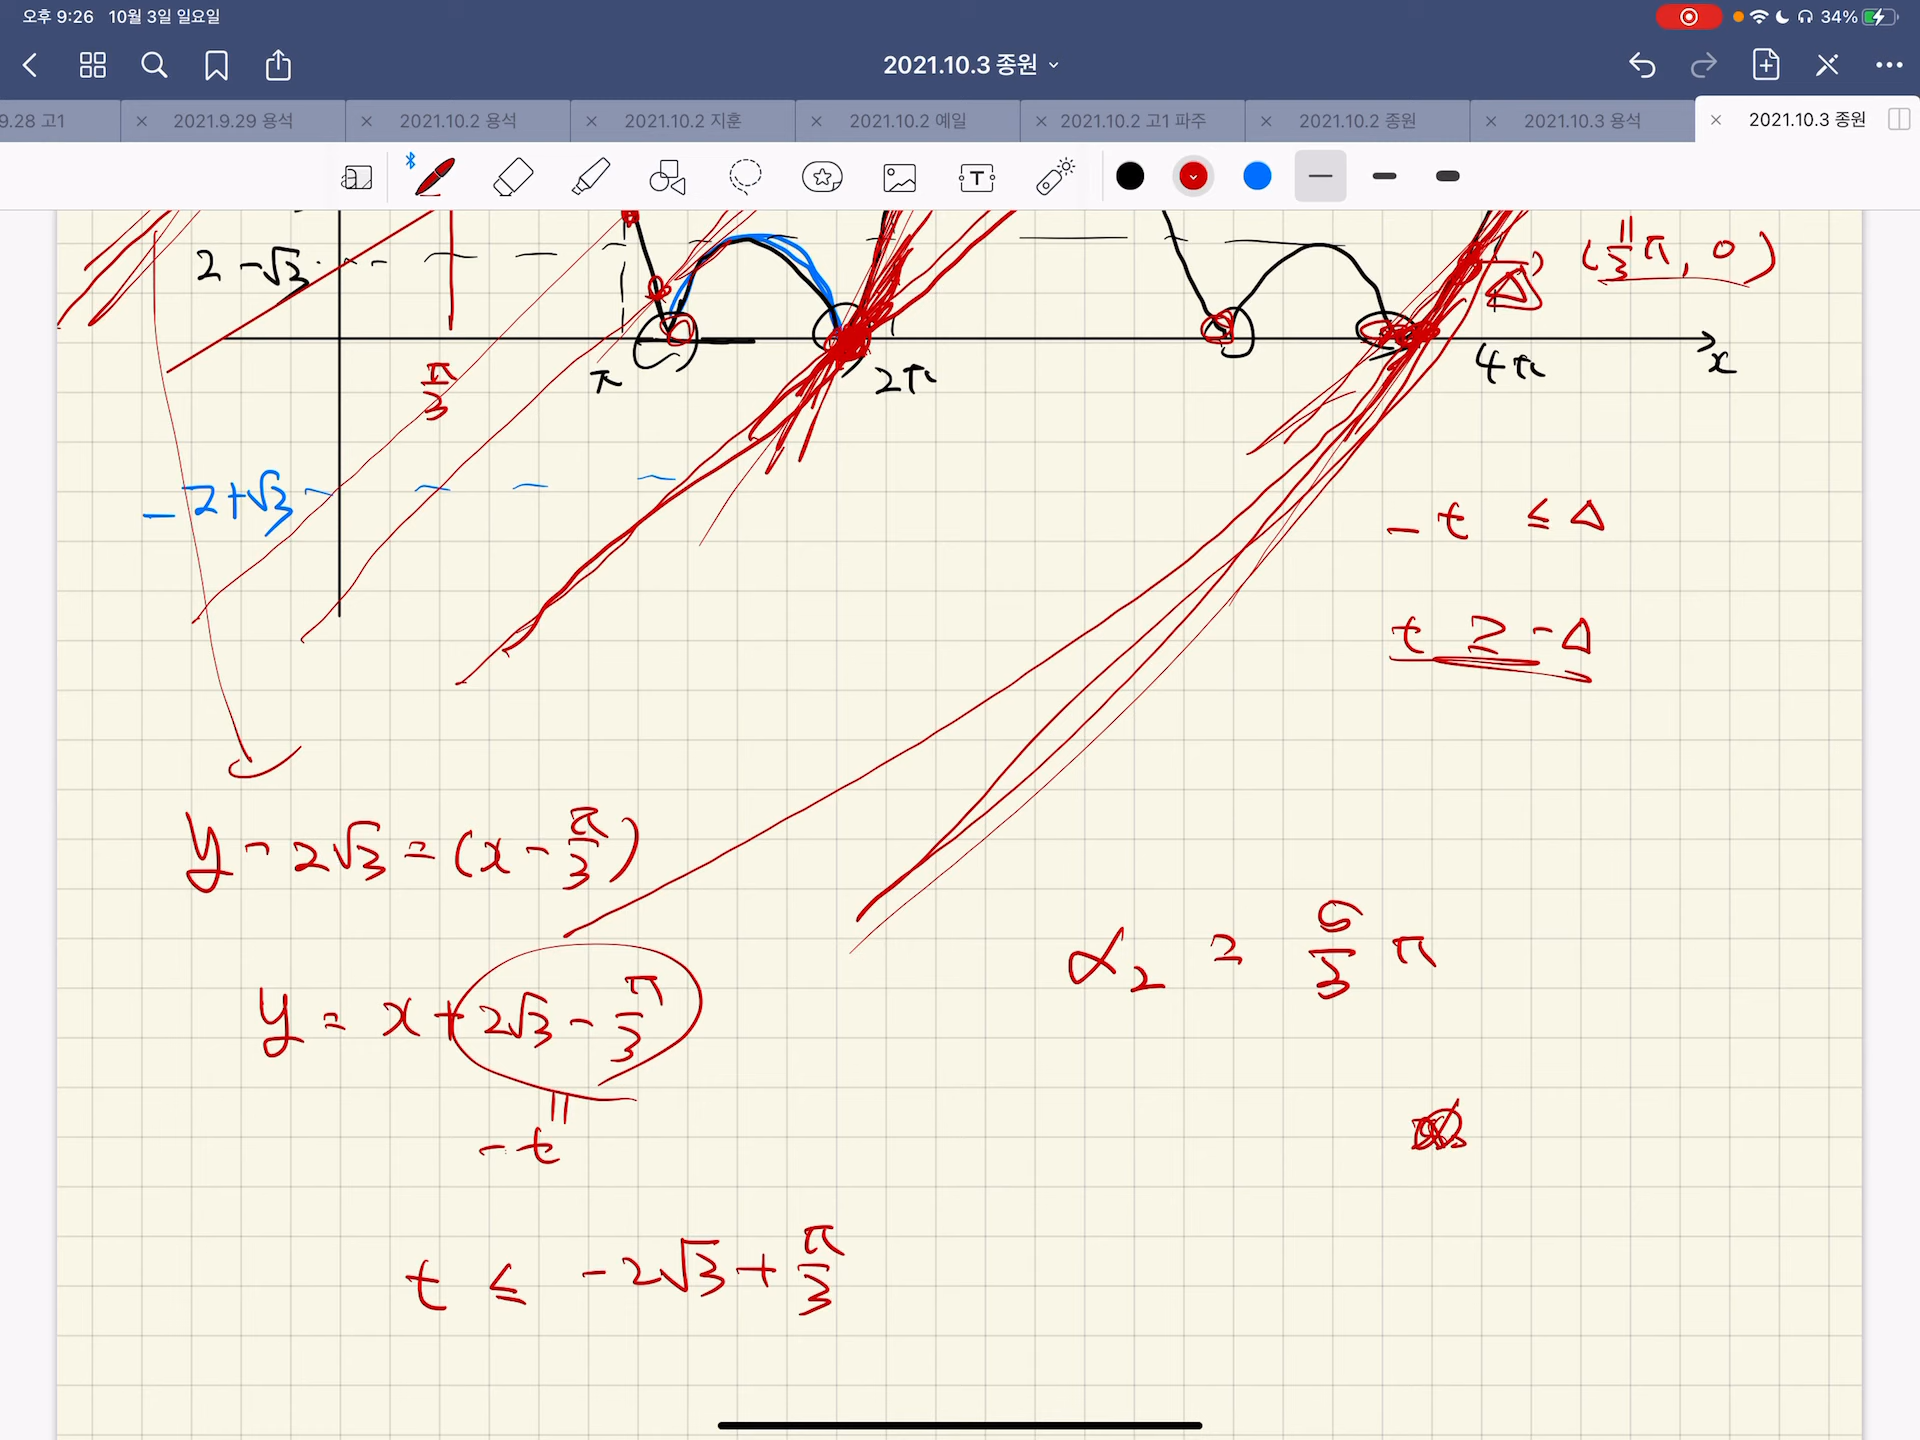 오후 9:26 10월 3일 일요일
34%
2021.10.3 종원
9.28 고1
2021.9.29 용석
2021.10.2 용석
2021.10.2 지훈
2021.10.2 예일
2021.10.2 고1 파주
2021.10.2 종원
2021.10.3 용석
2021.10.3 종원
2-√3
(11/3 π, 0)
Δ
π/3
π
2π
4π
x
-2+√3
-t ≤ Δ
t ≥ -Δ
y - 2√3 = (x - π/3)
y = x + 2√3 - π/3
= -t
t ≤ -2√3 + π/3